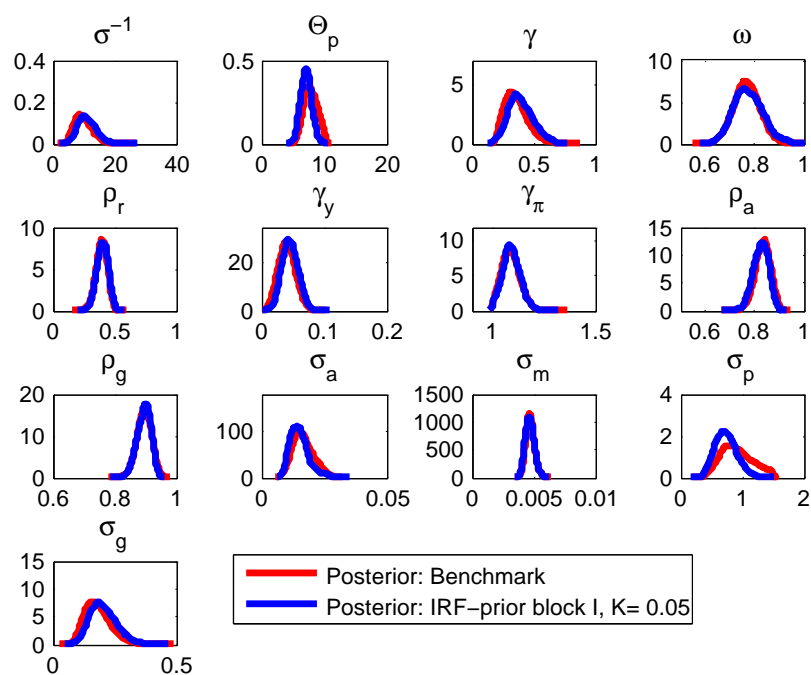 σ⁻¹ Θₚ γ ω
0.4 0.5 5 10
0.2 5
0 0 0 0
0 20 40 0 10 20 0 0.5 1 0.6 0.8 1
ρᵣ γ_y γ_π ρₐ
10 20 10 15
5 5 10
0 0 0 5
0 0.5 1 0 0.1 0.2 1 1.5 0 0.6 0.8 1
ρ_g σₐ σₘ σₚ
20 100 1500 4
10 1000 2
0 0 500 0
0.6 0.8 1 0 0.05 0 0 0.005 0.01 0 1 2
σ_g
15
10 Posterior: Benchmark
5 Posterior: IRF−prior block I, K= 0.05
0
0 0.5